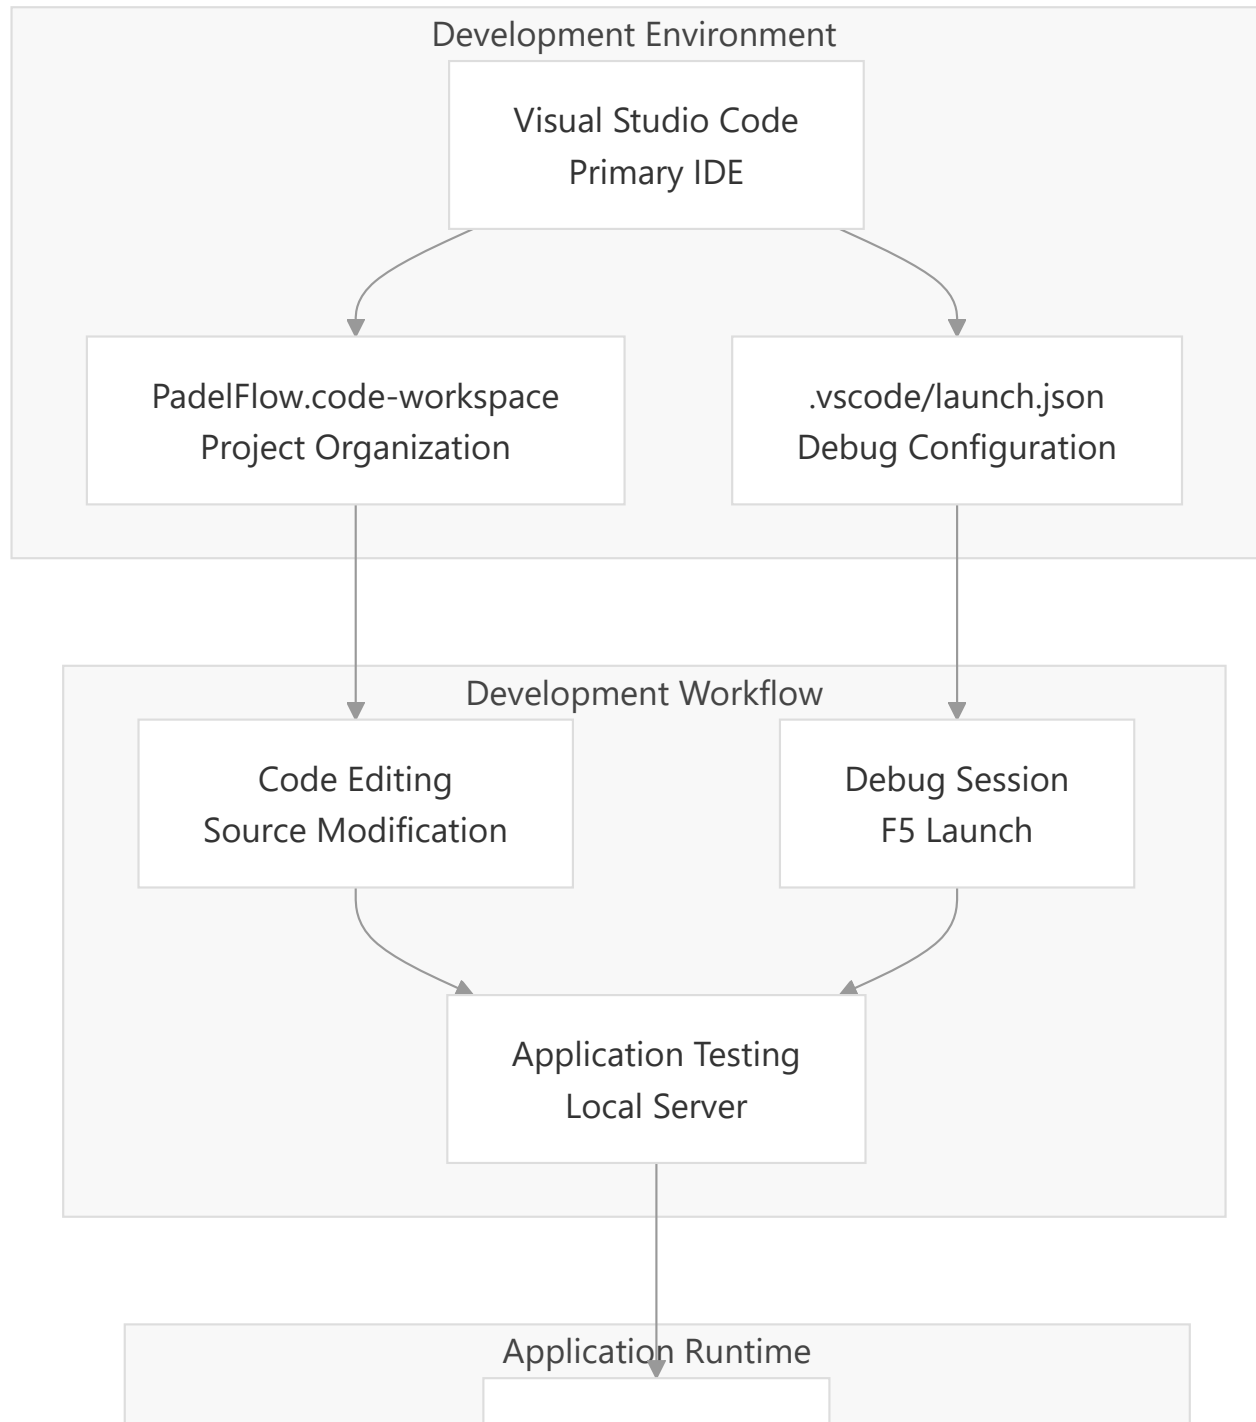 Development Environment
Visual Studio Code
Primary IDE
PadelFlow.code-workspace
Project Organization
.vscode/launch.json
Debug Configuration
Development Workflow
Code Editing
Source Modification
Debug Session
F5 Launch
Application Testing
Local Server
Application Runtime